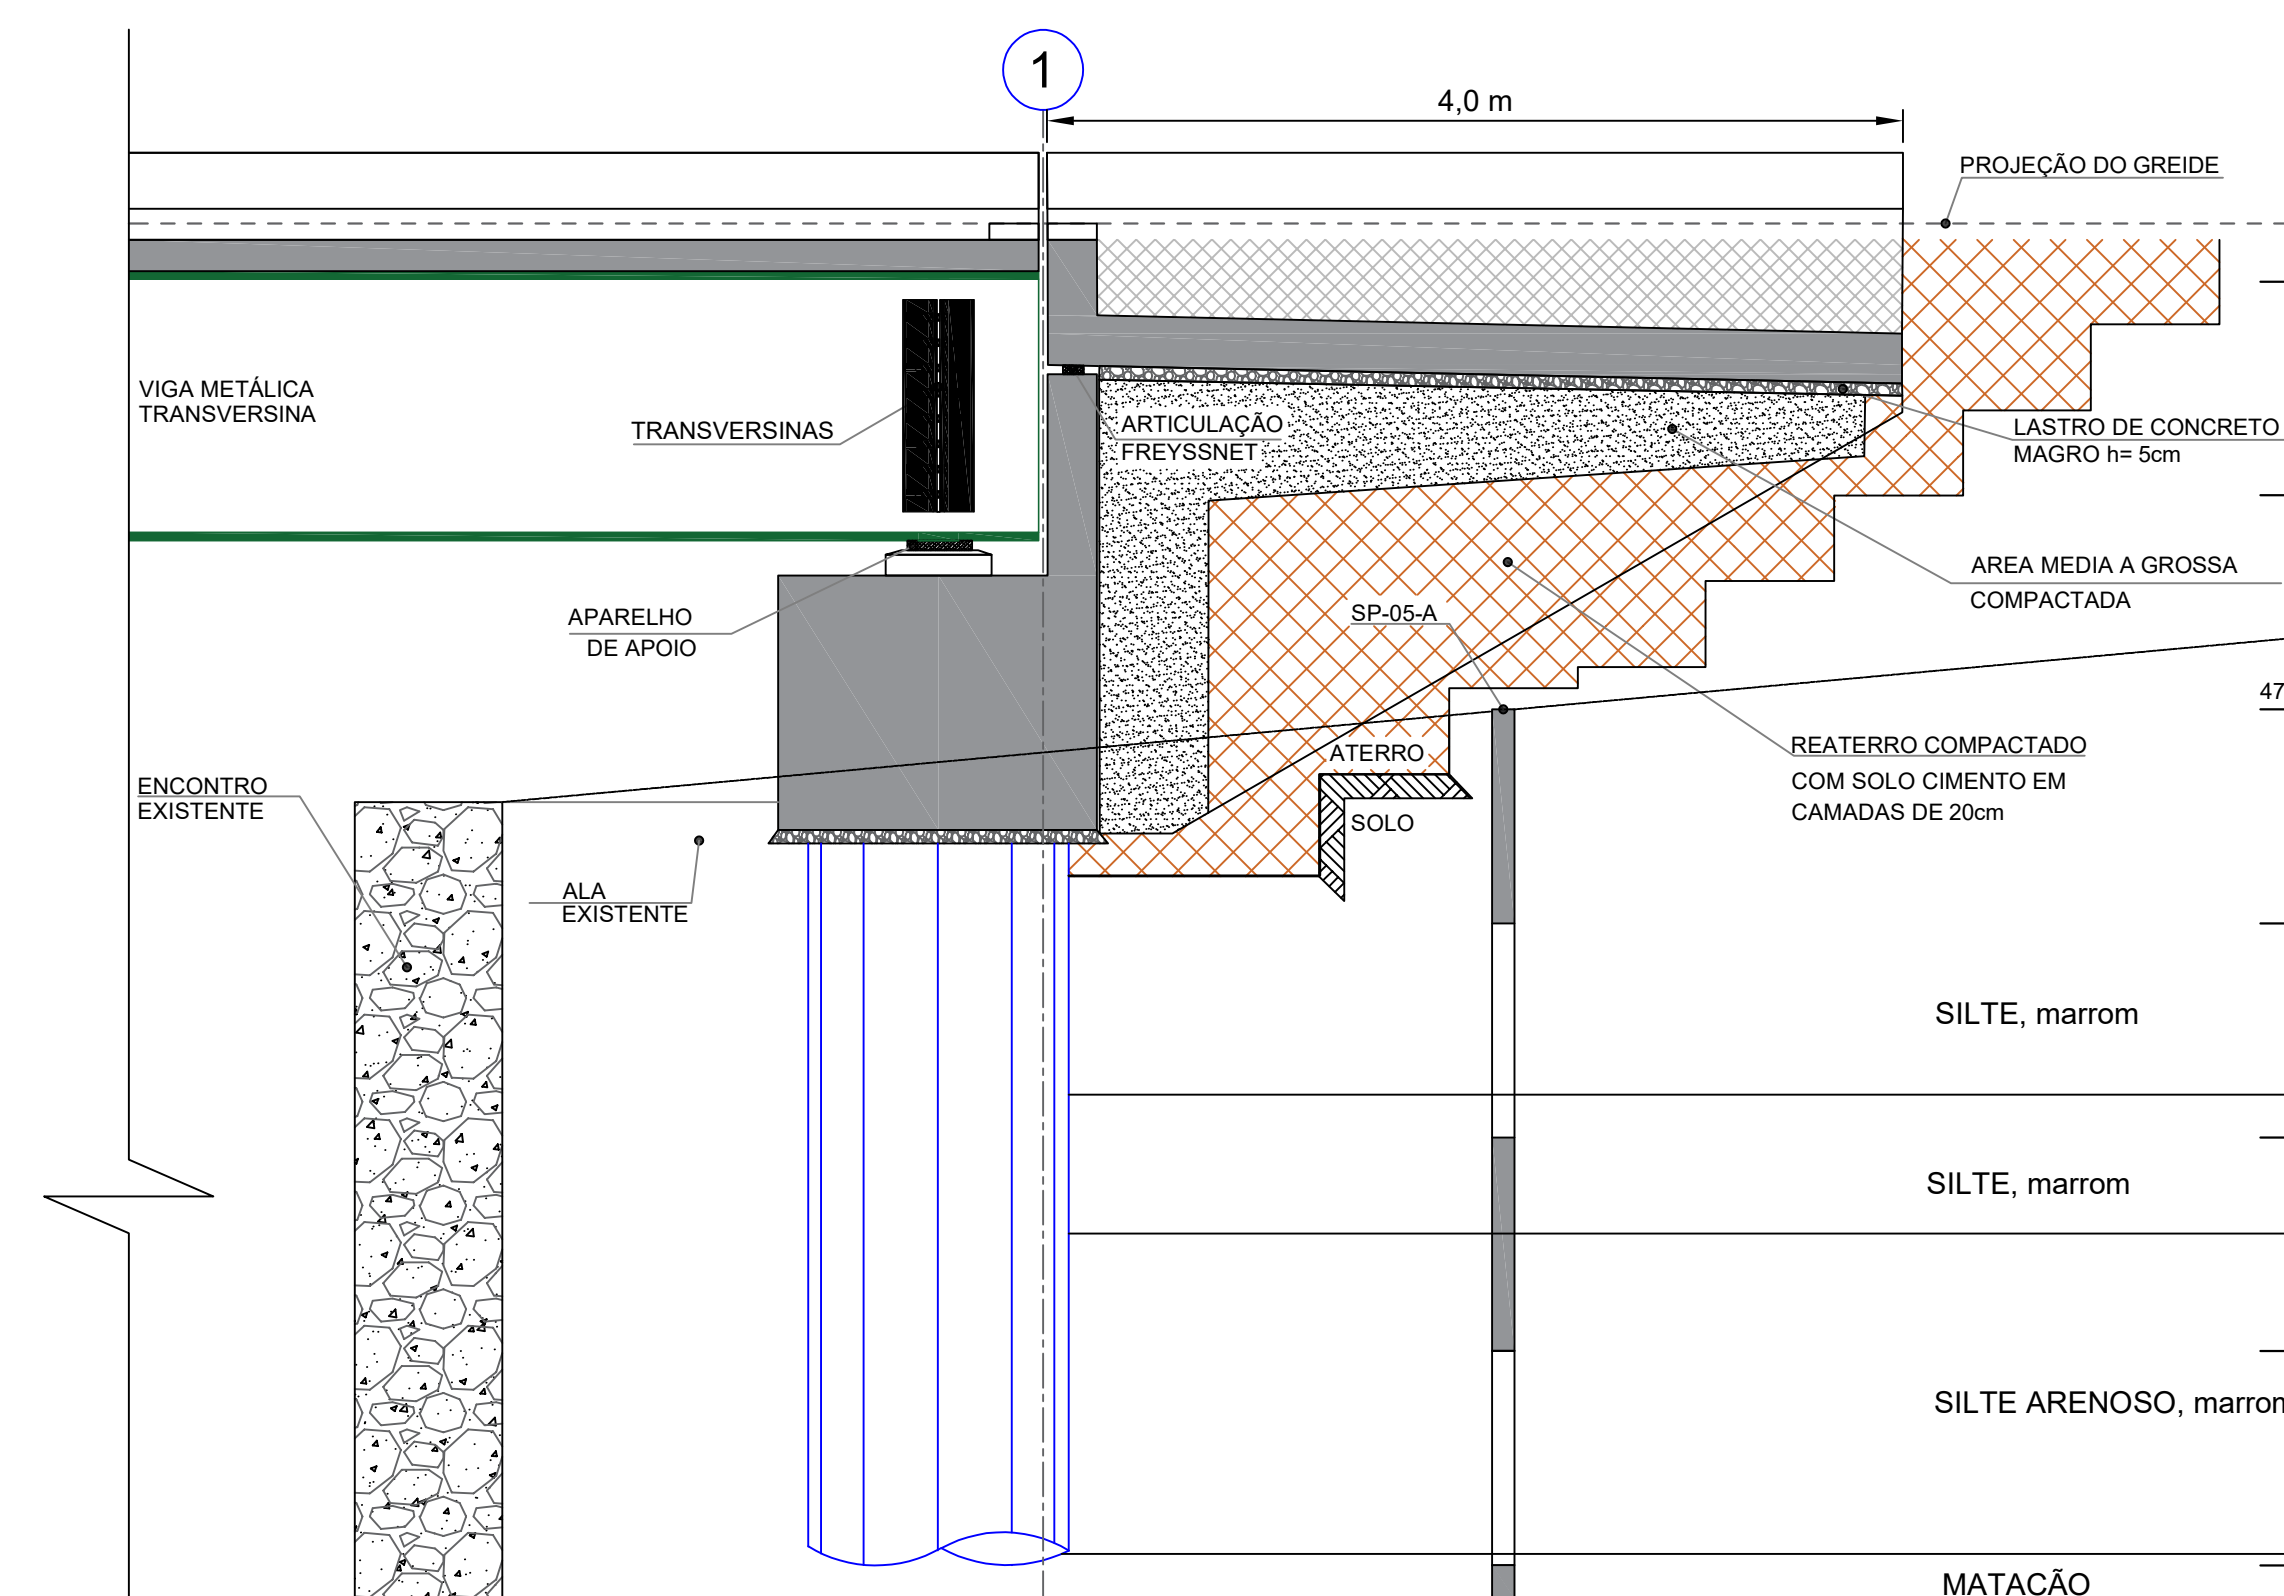 1
4,0 m
PROJEÇÃO DO GREIDE
VIGA METÁLICA
TRANSVERSINA
TRANSVERSINAS
ARTICULAÇÃO
FREYSSNET
LASTRO DE CONCRETO
MAGRO h= 5cm
AREA MEDIA A GROSSA
COMPACTADA
APARELHO
DE APOIO
SP-05-A
47
REATERRO COMPACTADO
COM SOLO CIMENTO EM
CAMADAS DE 20cm
ATERRO
SOLO
ENCONTRO
EXISTENTE
ALA
EXISTENTE
SILTE, marrom
SILTE, marrom
SILTE ARENOSO, marrom
MATACÃO